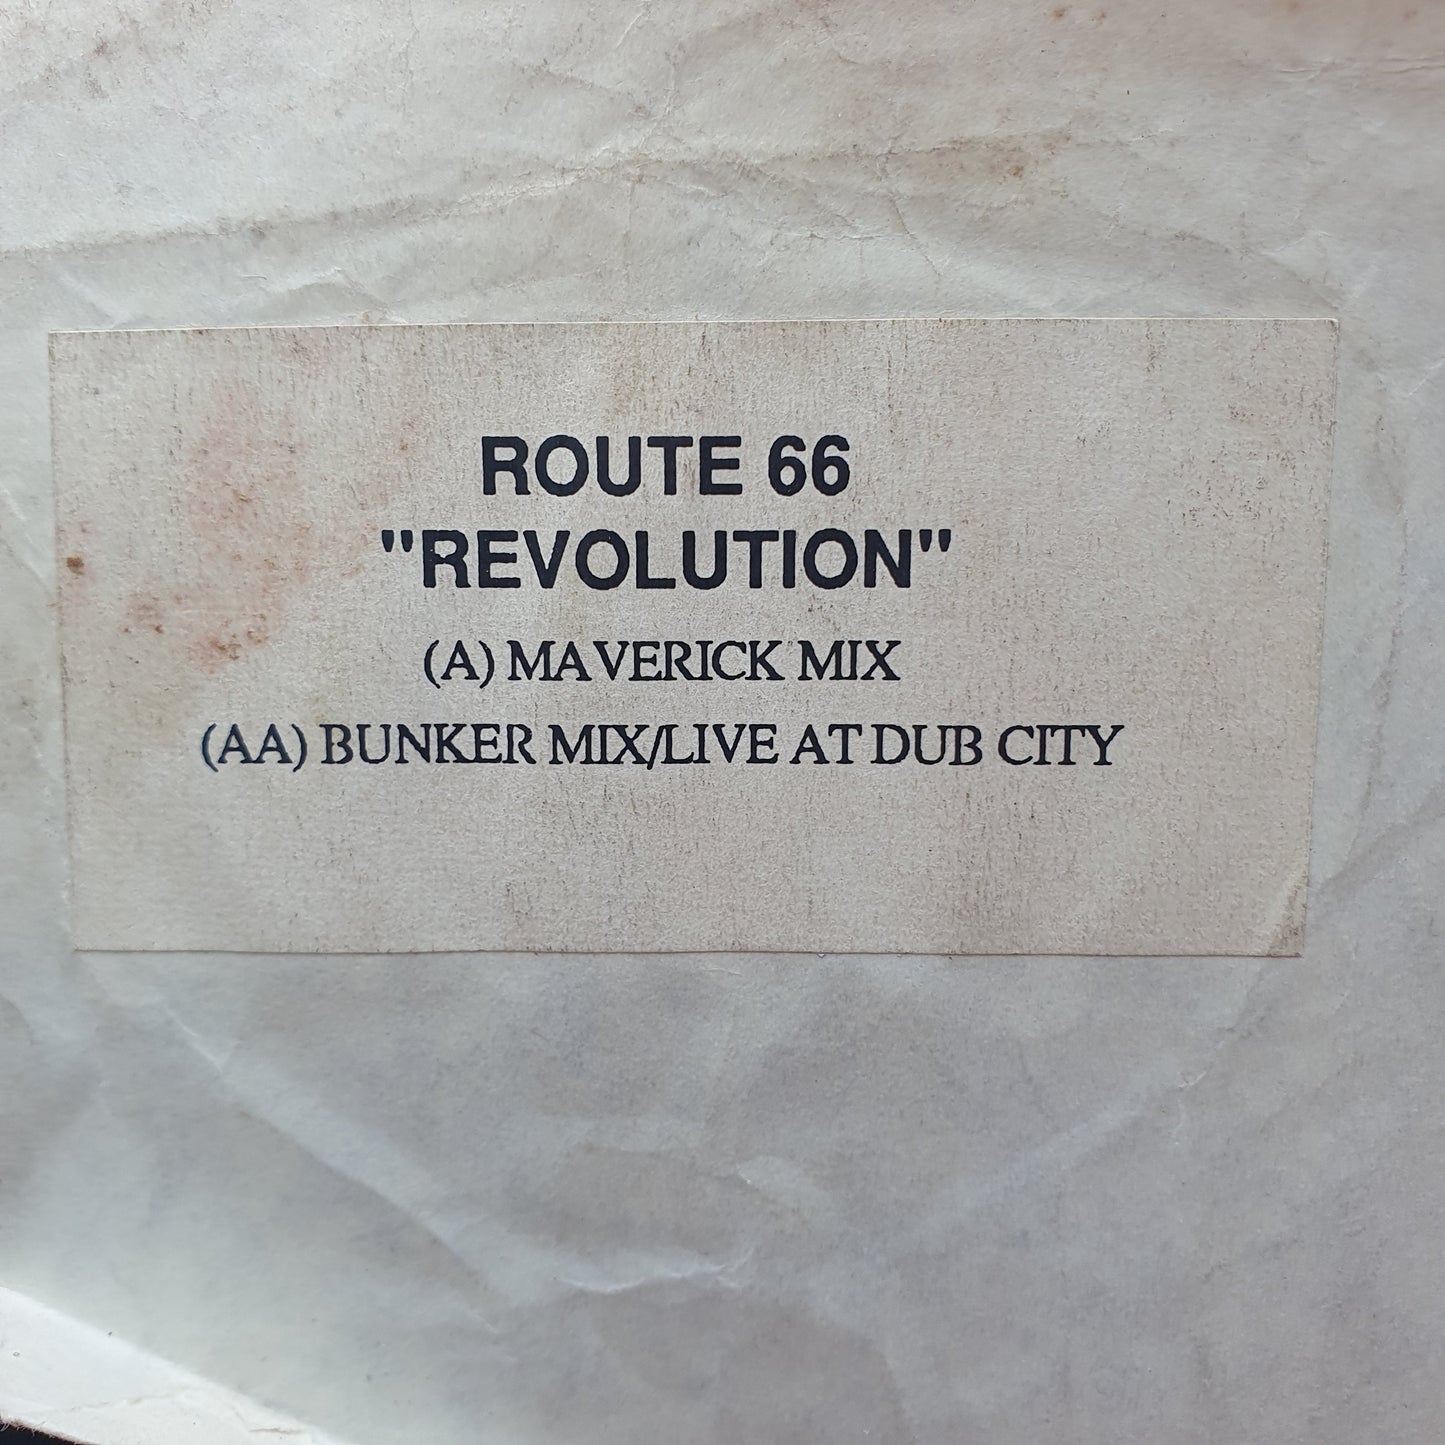 ROUTE 66
"REVOLUTION"
(A) MAVERICK MIX
(AA) BUNKER MIX/LIVE AT DUB CITY